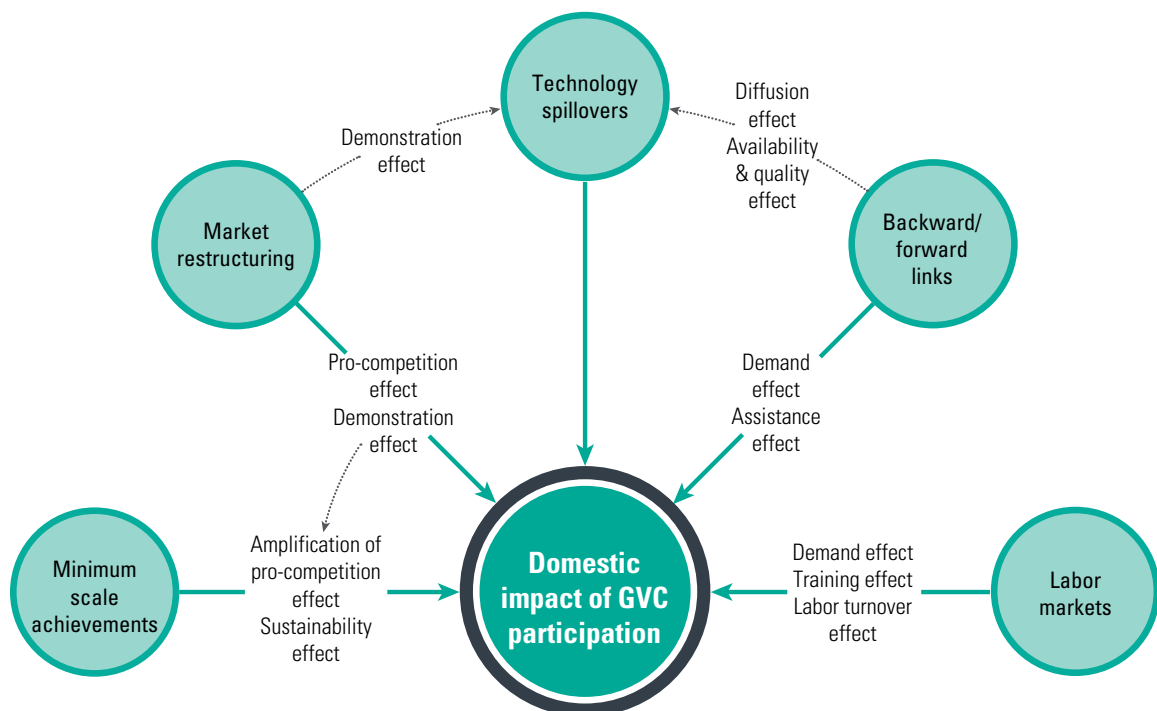 Technology
spillovers
Diffusion
effect
Availability
& quality
effect
Demonstration
effect
Market
restructuring
Backward/
forward
links
Pro-competition
effect
Demonstration
effect
Demand
effect
Assistance
effect
Minimum
scale
achievements
Amplification of
pro-competition
effect
Sustainability
effect
Domestic
impact of GVC
participation
Demand effect
Training effect
Labor turnover
effect
Labor
markets